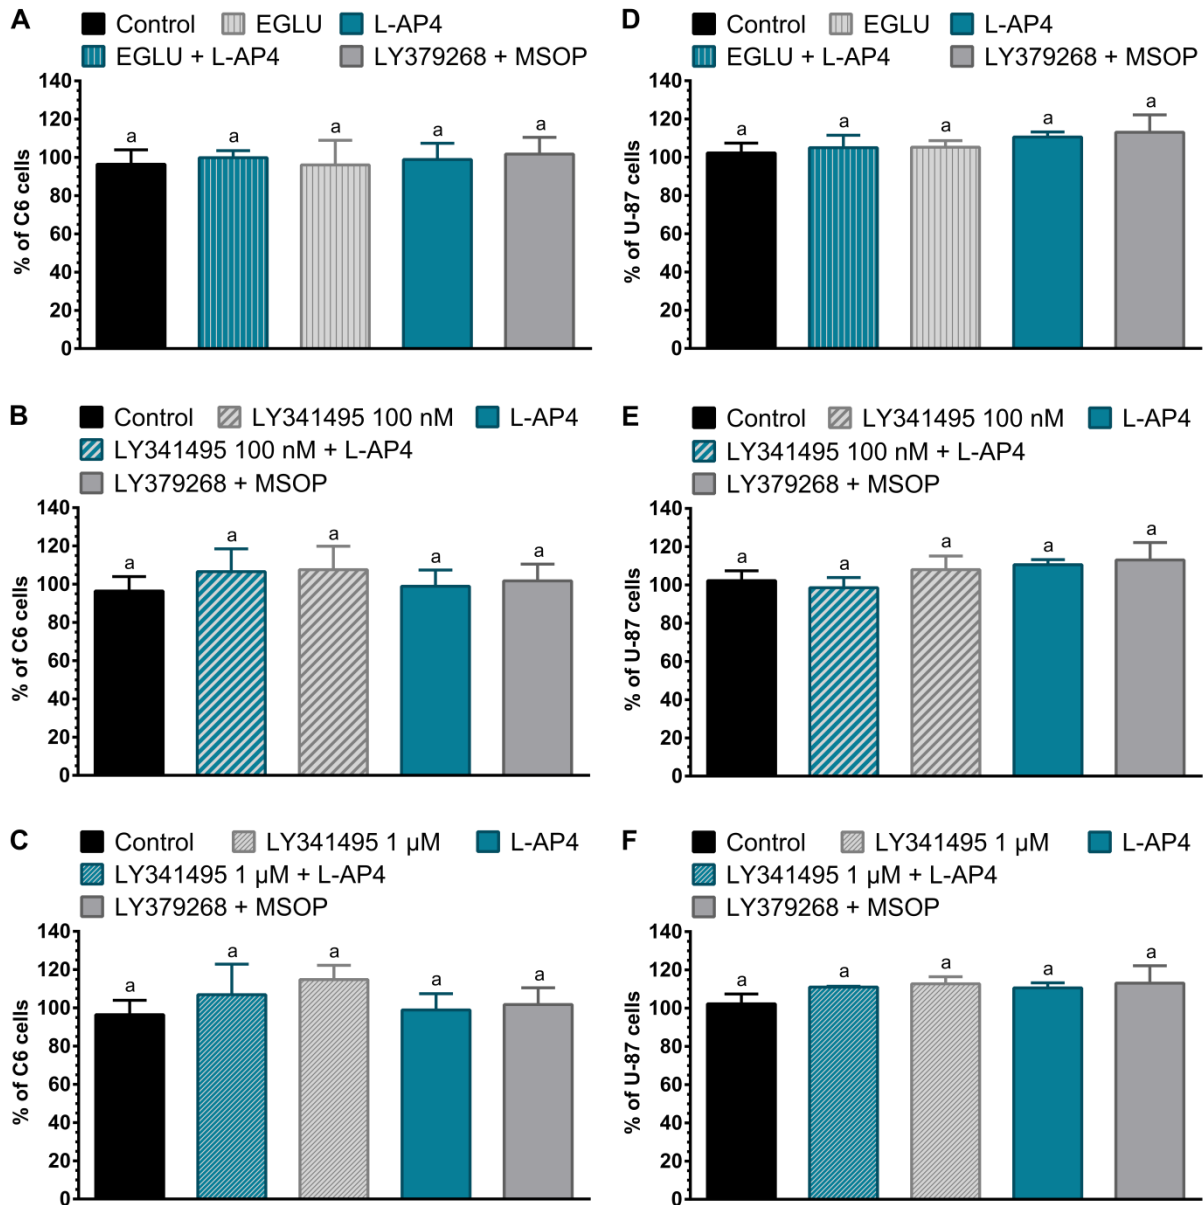 A
Control EGLU L-AP4
EGLU + L-AP4 LY379268 + MSOP
140
120
100
80
60
40
20
0
% of C6 cells
a a a a a
D
Control EGLU L-AP4
EGLU + L-AP4 LY379268 + MSOP
140
120
100
80
60
40
20
0
% of U-87 cells
a a a a a
B
Control LY341495 100 nM L-AP4
LY341495 100 nM + L-AP4
LY379268 + MSOP
140
120
100
80
60
40
20
0
% of C6 cells
a a a a a
E
Control LY341495 100 nM L-AP4
LY341495 100 nM + L-AP4
LY379268 + MSOP
140
120
100
80
60
40
20
0
% of U-87 cells
a a a a a
C
Control LY341495 1 µM L-AP4
LY341495 1 µM + L-AP4
LY379268 + MSOP
140
120
100
80
60
40
20
0
% of C6 cells
a a a a a
F
Control LY341495 1 µM L-AP4
LY341495 1 µM + L-AP4
LY379268 + MSOP
140
120
100
80
60
40
20
0
% of U-87 cells
a a a a a